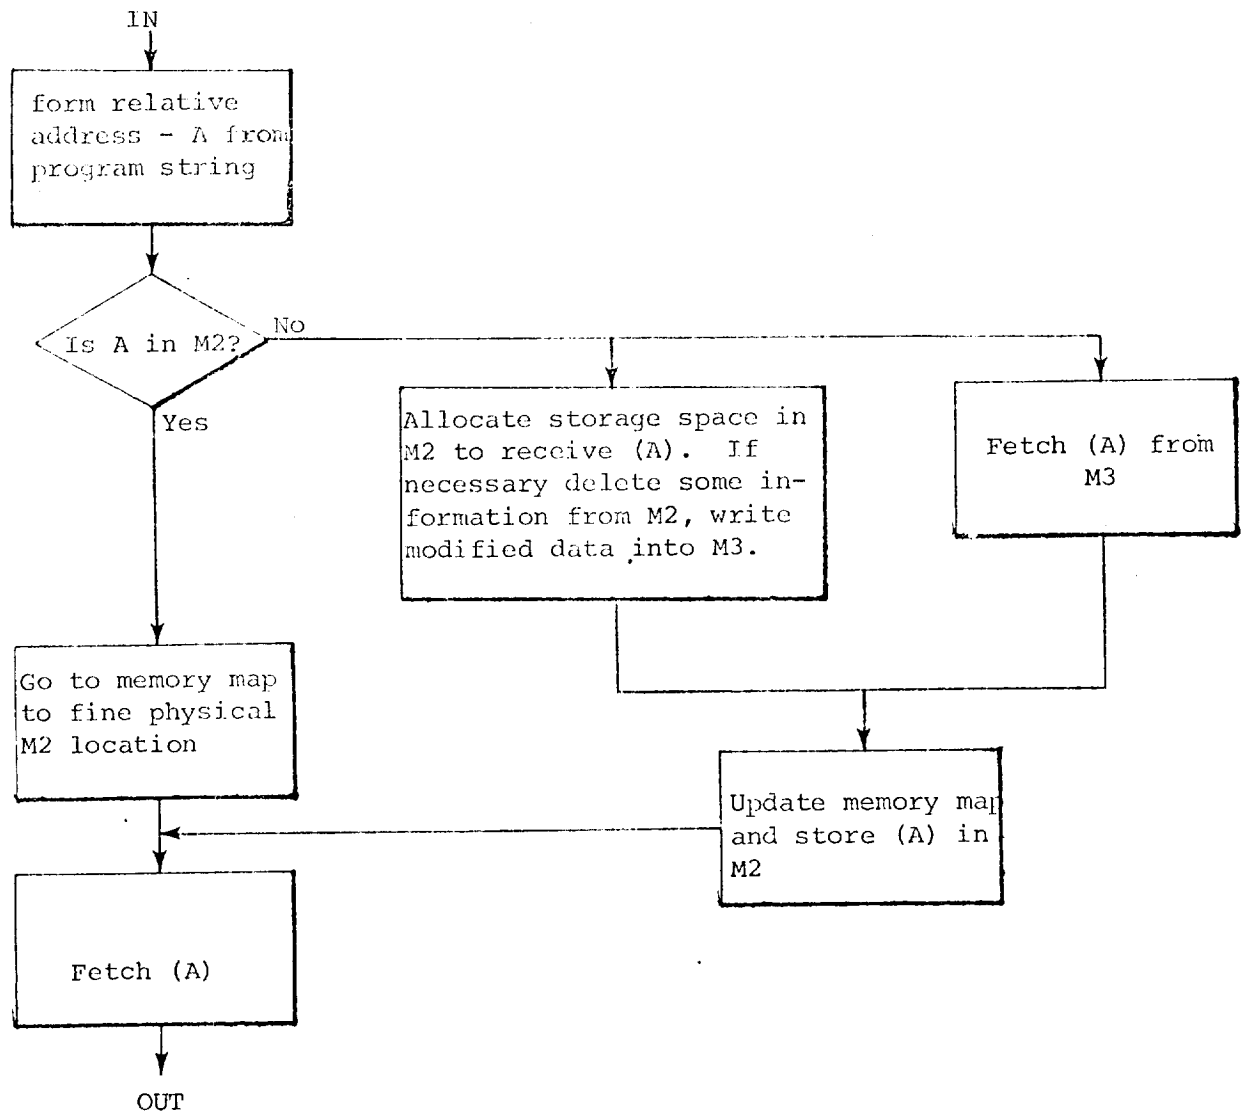 IN
form relative
address - A from
program string
Is A in M2?
No
Yes
Allocate storage space in
M2 to receive (A). If
necessary delete some in-
formation from M2, write
modified data into M3.
Fetch (A) from
M3
Go to memory map
to fine physical
M2 location
Update memory map
and store (A) in
M2
Fetch (A)
OUT